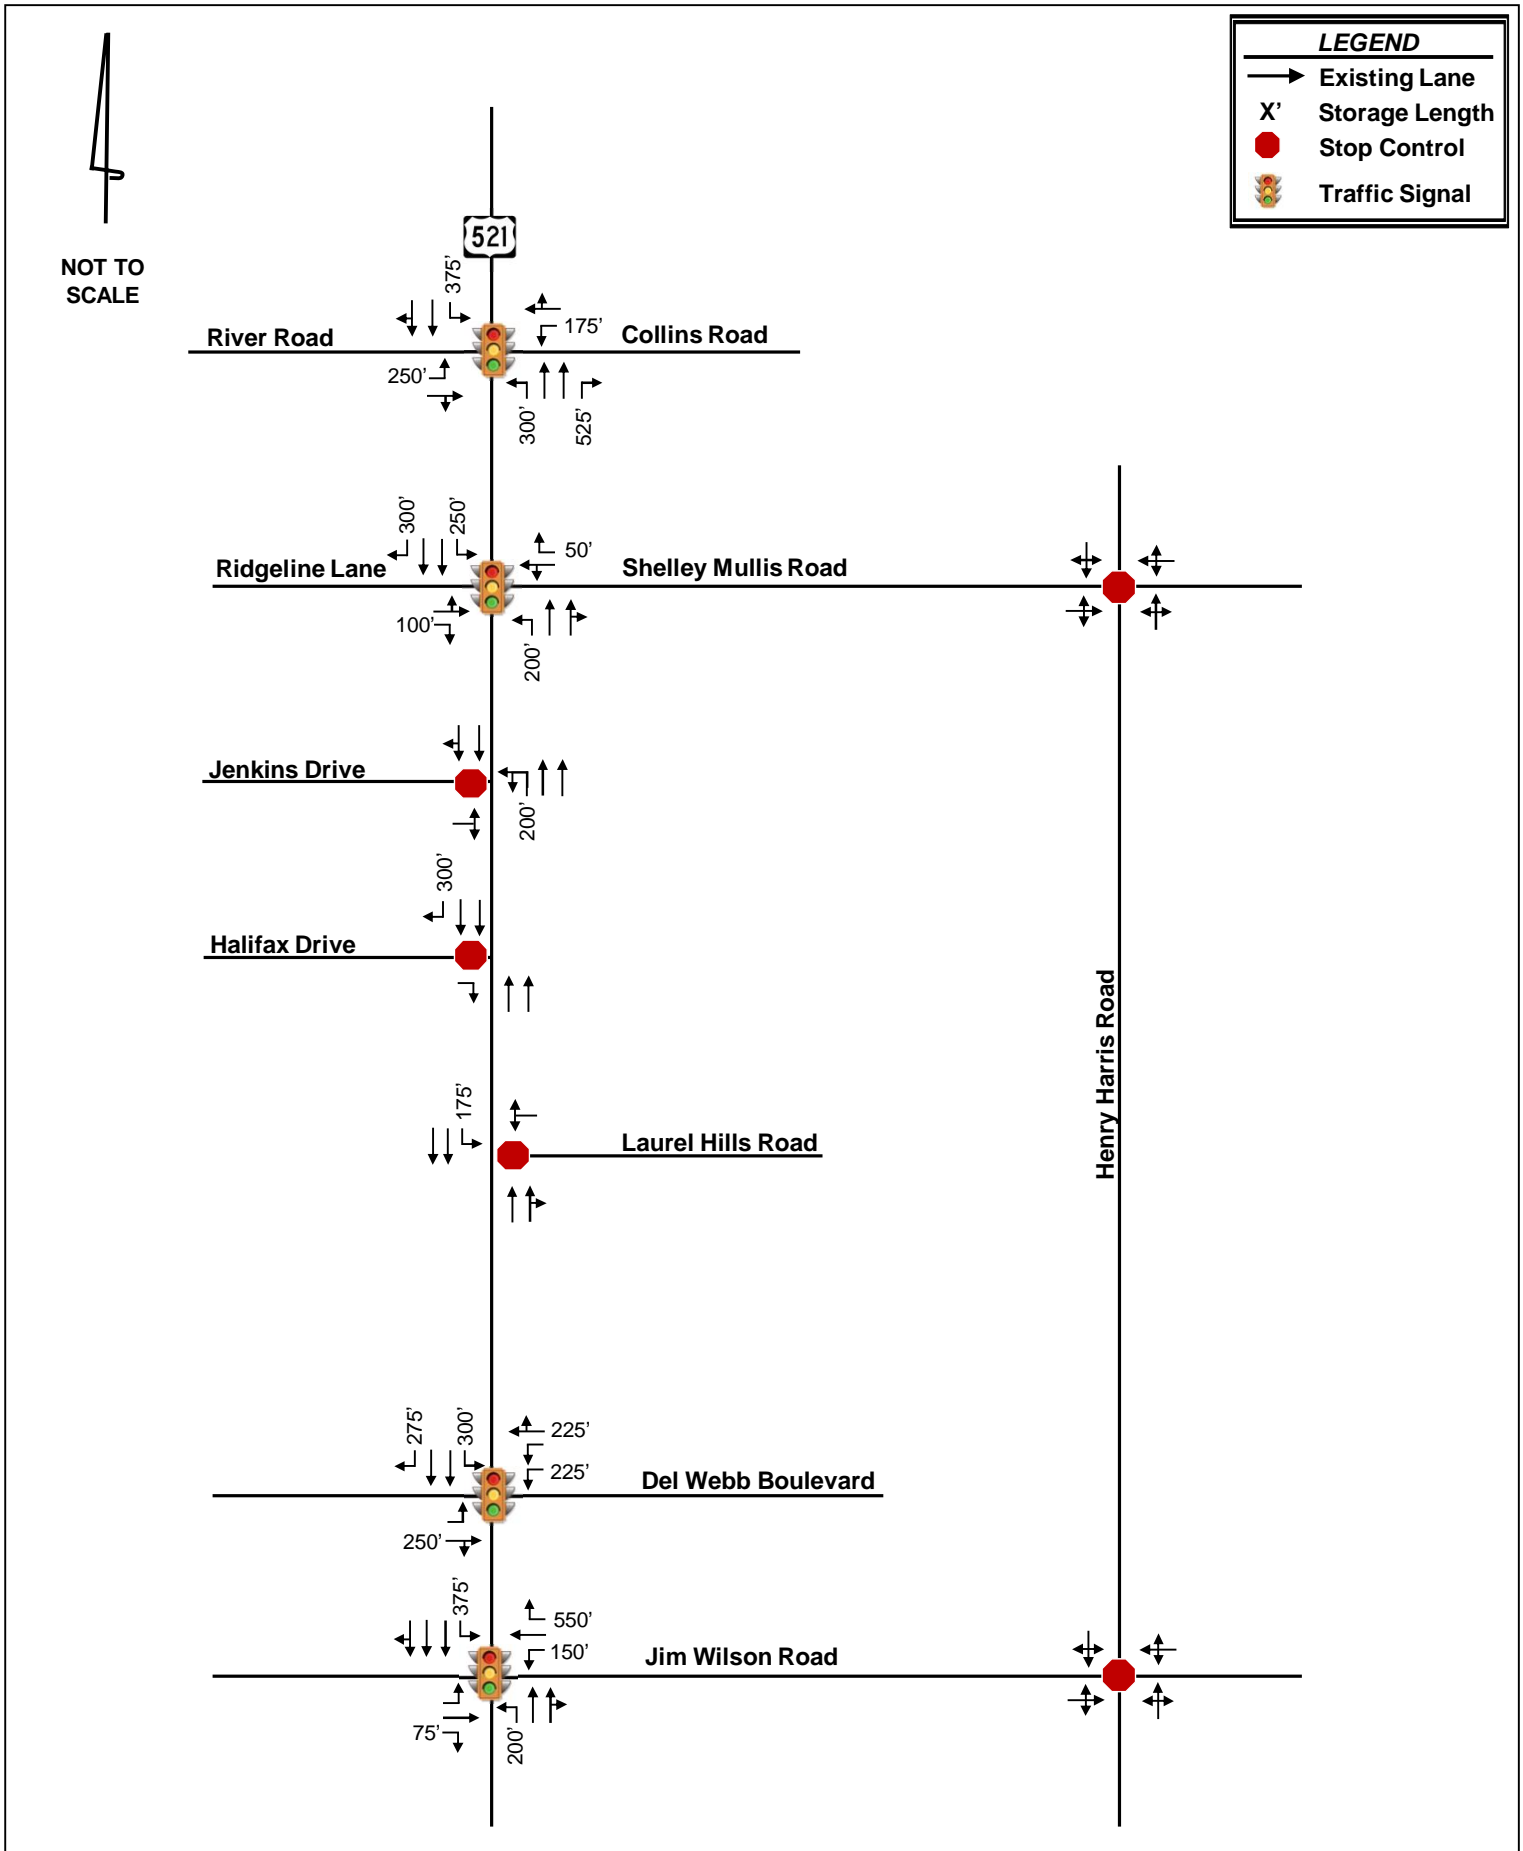 LEGEND
Existing Lane
X' Storage Length
Stop Control
Traffic Signal
NOT TO
SCALE
521
375'
River Road
175'
Collins Road
250'
300'
525'
300'
250'
50'
Ridgeline Lane
Shelley Mullis Road
100'
200'
Jenkins Drive
200'
300'
Halifax Drive
Henry Harris Road
175'
Laurel Hills Road
275'
300'
225'
225'
Del Webb Boulevard
250'
375'
550'
150'
Jim Wilson Road
75'
200'